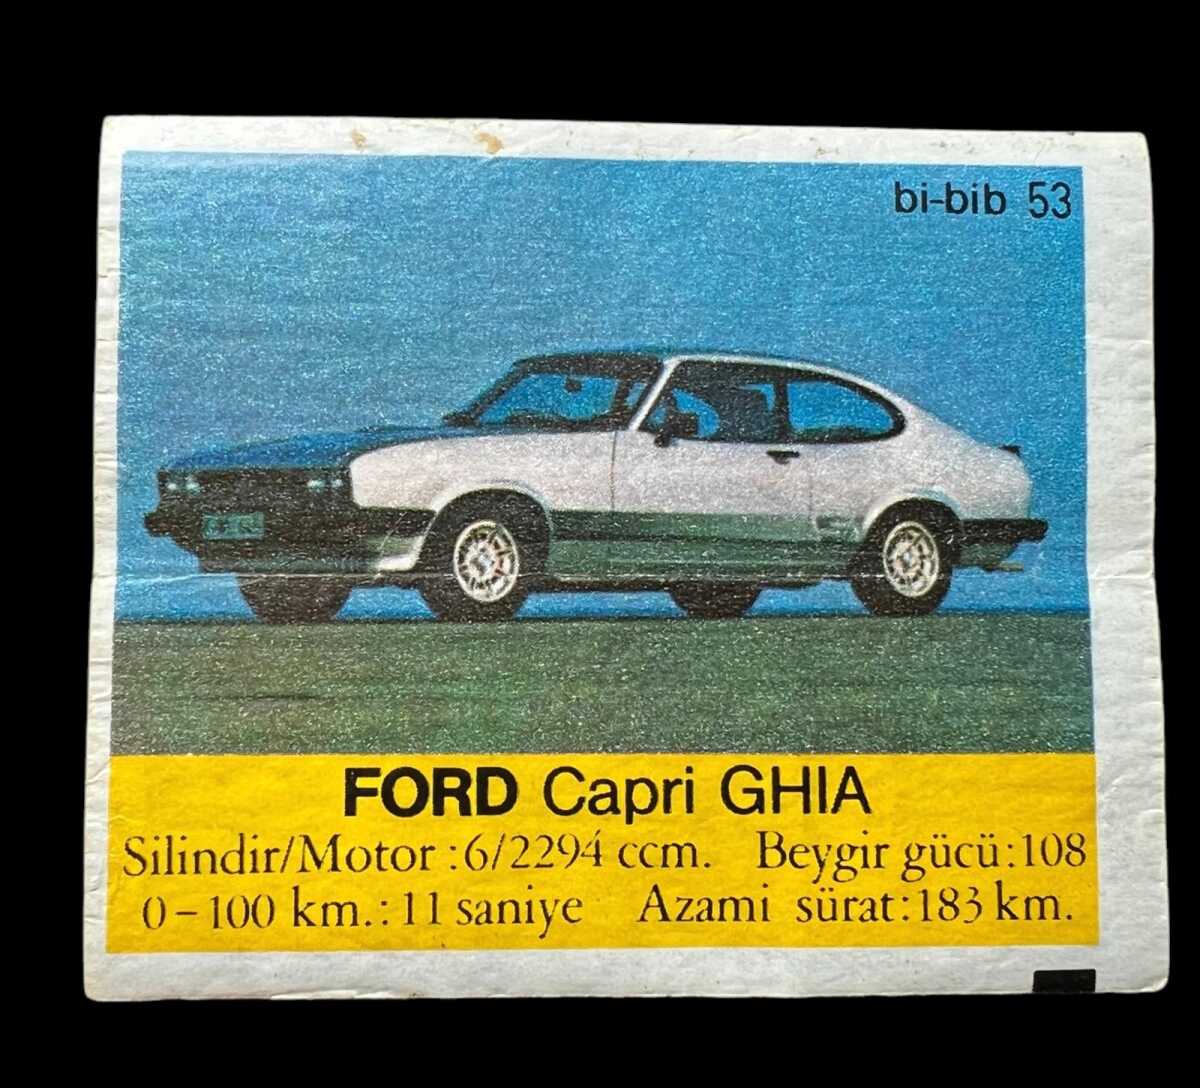 bi-bib 53
FORD Capri GHIA
Silindir/Motor :6/2294 ccm. Beygir gücü:108
0-100 km.: 11 saniye Azami sürat:183 km.